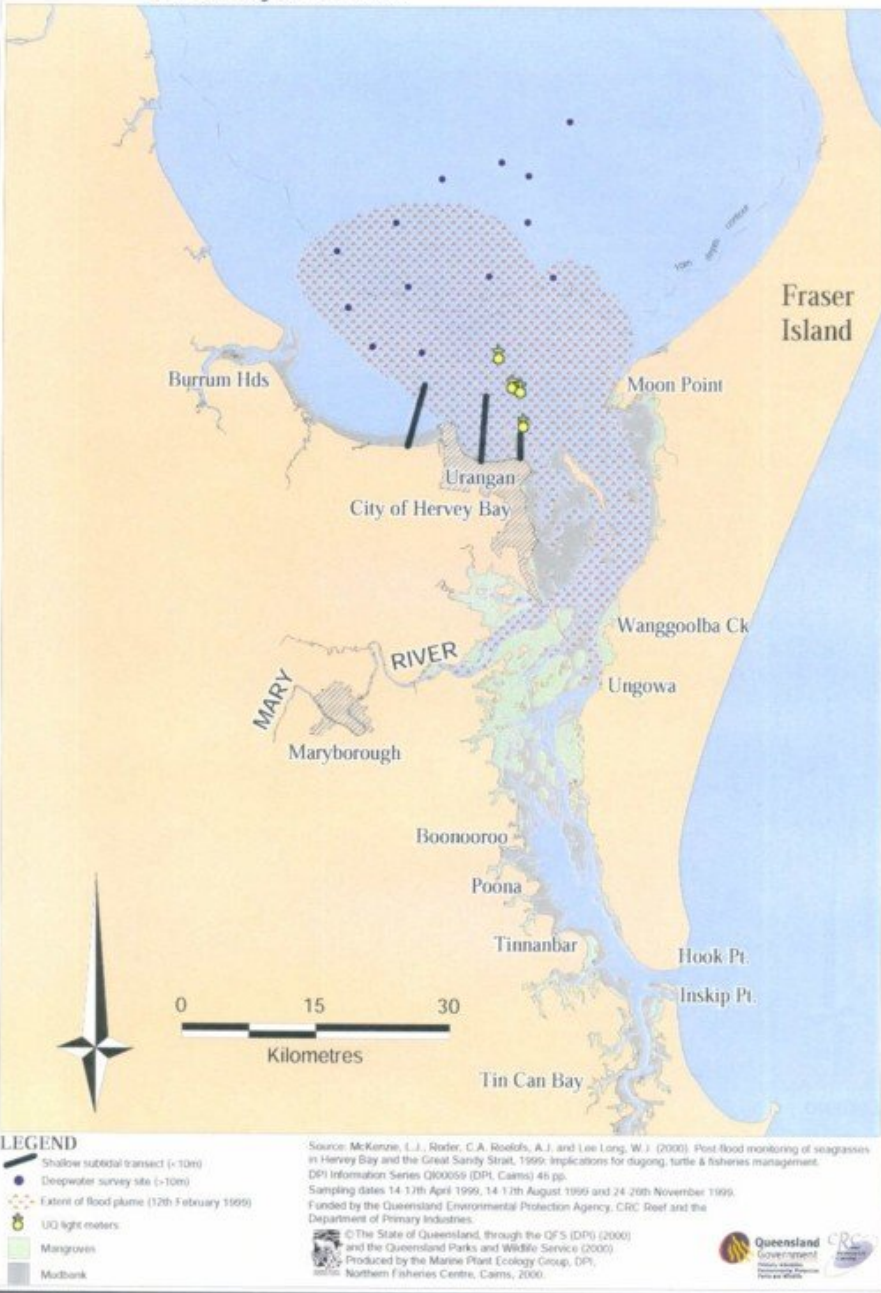 10m depth contour
Fraser
Island
Burrum Hds
Moon Point
Urangan
City of Hervey Bay
Wanggoolba Ck
RIVER
MARY
Ungowa
Maryborough
Boonooroo
Poona
Tinnanbar
Hook Pt.
Inskip Pt.
0 15 30
Kilometres
Tin Can Bay
LEGEND
Shallow subtidal transect (<10m)
Deepwater survey site (>10m)
Extent of flood plume (12th February 1999)
UQ light meters
Mangroves
Mudbank
Source: McKenzie, L.J., Roder, C.A. Roelofs, A.J. and Lee Long, W.J. (2000). Post-flood monitoring of seagrasses
in Hervey Bay and the Great Sandy Strait, 1999: Implications for dugong, turtle & fisheries management.
DPI Information Series QI00059 (DPI, Cairns) 46 pp.
Sampling dates 14-17th April 1999, 14-17th August 1999 and 24-26th November 1999.
Funded by the Queensland Environmental Protection Agency, CRC Reef and the
Department of Primary Industries.
© The State of Queensland, through the QFS (DPI) (2000)
and the Queensland Parks and Wildlife Service (2000)
Produced by the Marine Plant Ecology Group, DPI,
Northern Fisheries Centre, Cairns, 2000.
Queensland
Government
CRC